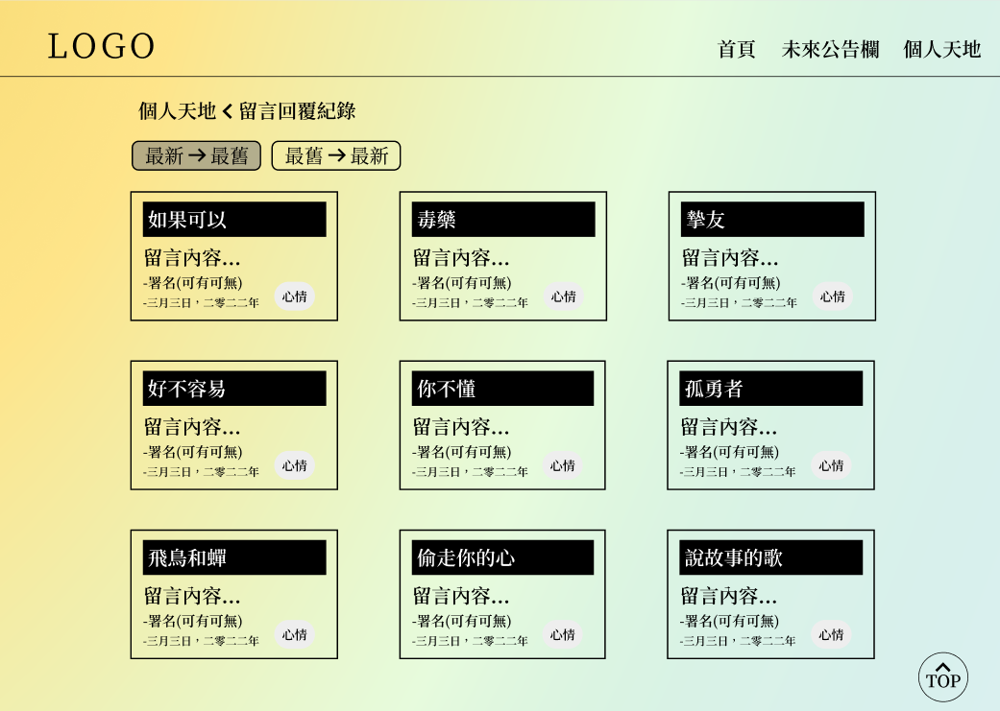 LOGO
首頁 未來公告欄 個人天地
個人天地 < 留言回覆紀錄
最新→最舊 最舊→最新
如果可以
留言內容...
-署名(可有可無)
-三月三日，二零二二年
心情
毒藥
留言內容...
-署名(可有可無)
-三月三日，二零二二年
心情
摯友
留言內容...
-署名(可有可無)
-三月三日，二零二二年
心情
好不容易
留言內容...
-署名(可有可無)
-三月三日，二零二二年
心情
你不懂
留言內容...
-署名(可有可無)
-三月三日，二零二二年
心情
孤勇者
留言內容...
-署名(可有可無)
-三月三日，二零二二年
心情
飛鳥和蟬
留言內容...
-署名(可有可無)
-三月三日，二零二二年
心情
偷走你的心
留言內容...
-署名(可有可無)
-三月三日，二零二二年
心情
說故事的歌
留言內容...
-署名(可有可無)
-三月三日，二零二二年
心情
TOP